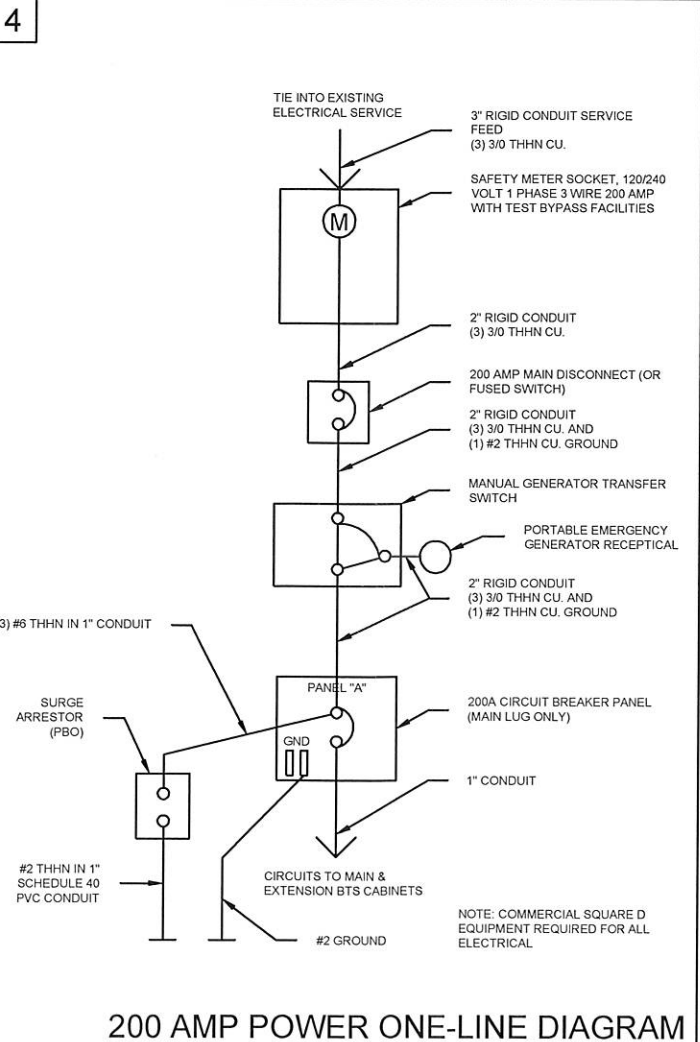 4
TIE INTO EXISTING
ELECTRICAL SERVICE
3" RIGID CONDUIT SERVICE
FEED
(3) 3/0 THHN CU.
SAFETY METER SOCKET, 120/240
VOLT 1 PHASE 3 WIRE 200 AMP
WITH TEST BYPASS FACILITIES
M
2" RIGID CONDUIT
(3) 3/0 THHN CU.
200 AMP MAIN DISCONNECT (OR
FUSED SWITCH)
2" RIGID CONDUIT
(3) 3/0 THHN CU. AND
(1) #2 THHN CU. GROUND
MANUAL GENERATOR TRANSFER
SWITCH
PORTABLE EMERGENCY
GENERATOR RECEPTICAL
2" RIGID CONDUIT
(3) 3/0 THHN CU. AND
(1) #2 THHN CU. GROUND
3) #6 THHN IN 1" CONDUIT
PANEL "A"
200A CIRCUIT BREAKER PANEL
(MAIN LUG ONLY)
SURGE
ARRESTOR
(PBO)
GND
1" CONDUIT
#2 THHN IN 1"
SCHEDULE 40
PVC CONDUIT
CIRCUITS TO MAIN &
EXTENSION BTS CABINETS
#2 GROUND
NOTE: COMMERCIAL SQUARE D
EQUIPMENT REQUIRED FOR ALL
ELECTRICAL
200 AMP POWER ONE-LINE DIAGRAM